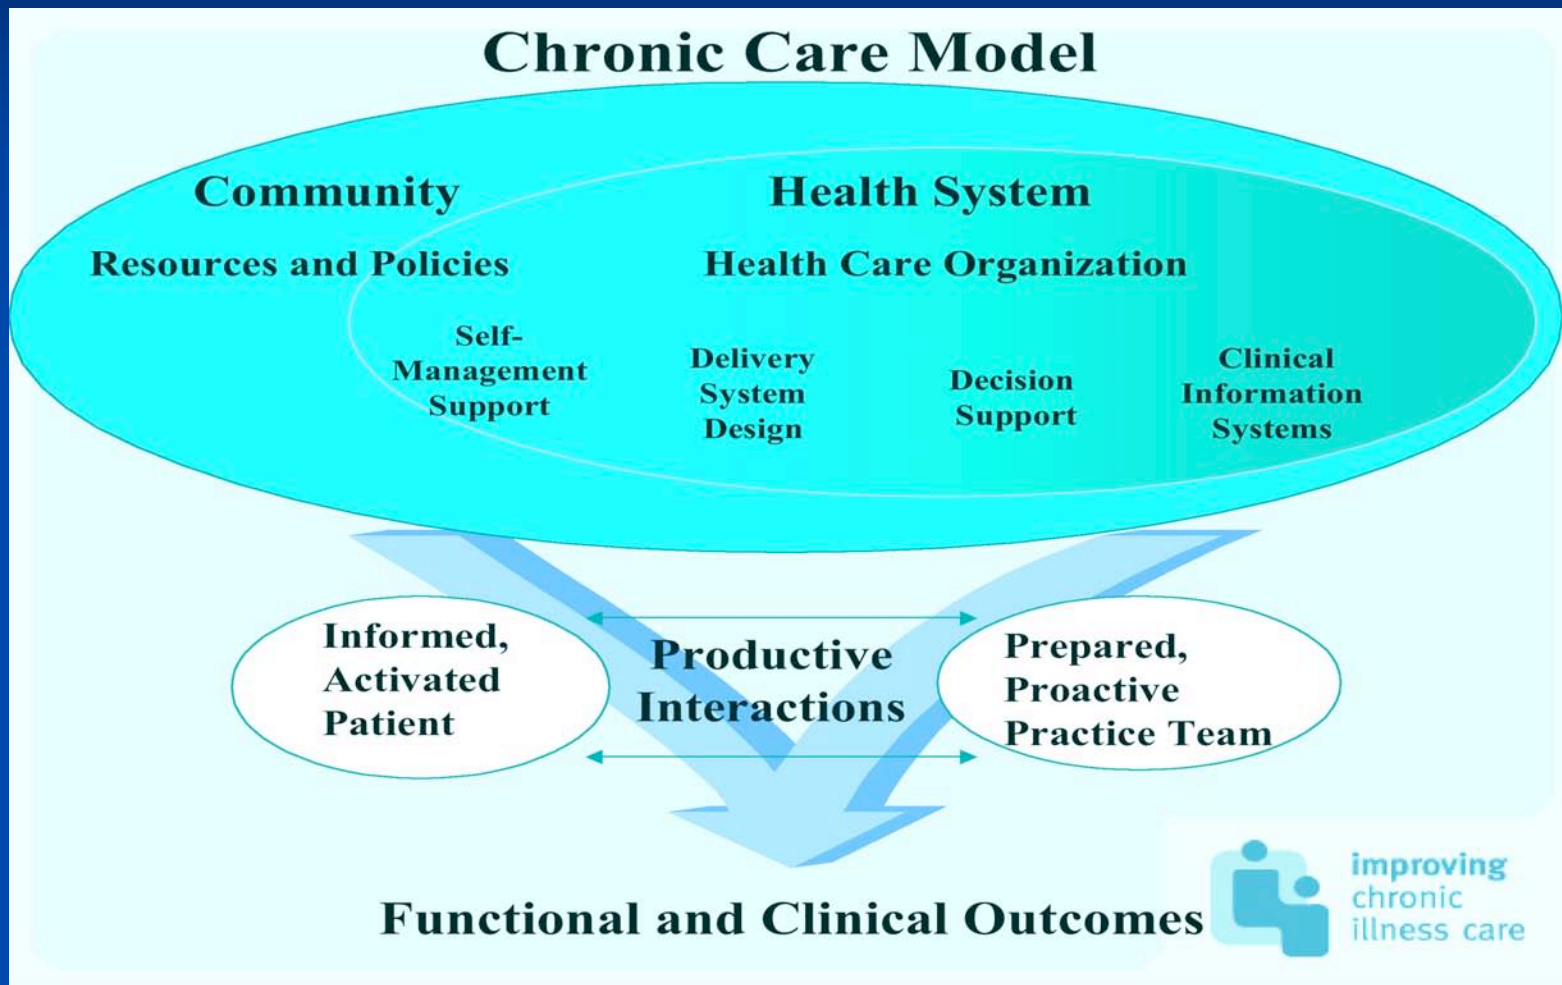 Chronic Care Model
Community
Health System
Resources and Policies
Health Care Organization
Self-
Management
Support
Delivery
System
Design
Decision
Support
Clinical
Information
Systems
Informed,
Activated
Patient
Productive
Interactions
Prepared,
Proactive
Practice Team
Functional and Clinical Outcomes
improving
chronic
illness care